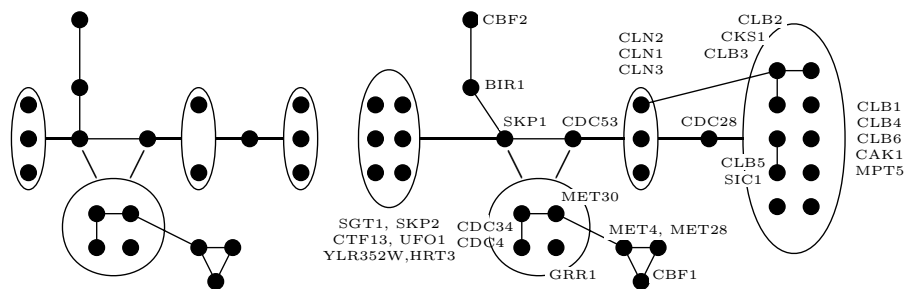 CBF2
CLN2
CLN1
CLN3
CLB2
CKS1
CLB3
BIR1
SKP1
CDC53
CDC28
CLB1
CLB4
CLB6
CAK1
MPT5
CLB5
SIC1
MET30
SGT1, SKP2
CTF13, UFO1
YLR352W,HRT3
CDC34
CDC4
MET4, MET28
GRR1
CBF1